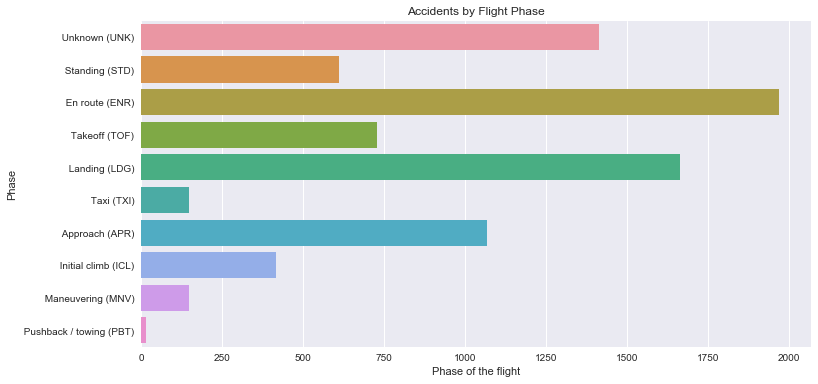 Accidents by Flight Phase
Unknown (UNK)
Standing (STD)
En route (ENR)
Takeoff (TOF)
Landing (LDG)
Taxi (TXI)
Approach (APR)
Initial climb (ICL)
Maneuvering (MNV)
Pushback / towing (PBT)
Phase
0 250 500 750 1000 1250 1500 1750 2000
Phase of the flight